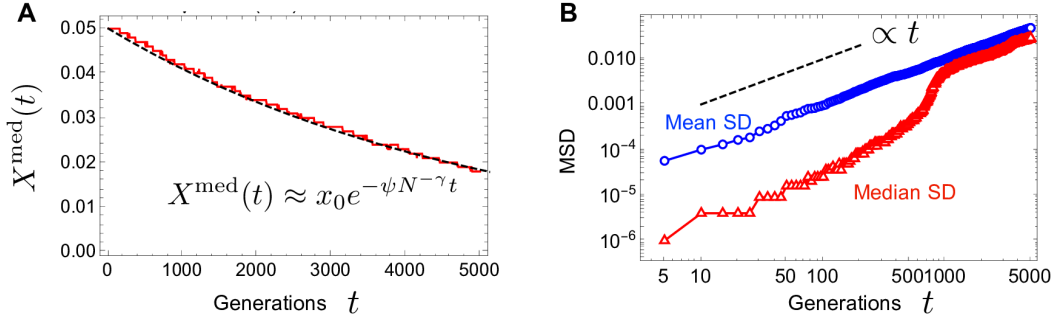 A
0.05
0.04
0.03
0.02
0.01
0.00
X^med(t)
X^med(t) ≈ x₀e^{-ψN^{-γ}t}
0
1000
2000
3000
4000
5000
Generations t
B
0.010
0.001
10⁻⁴
10⁻⁵
10⁻⁶
MSD
∝ t
Mean SD
Median SD
5
10
50
100
500
1000
5000
Generations t